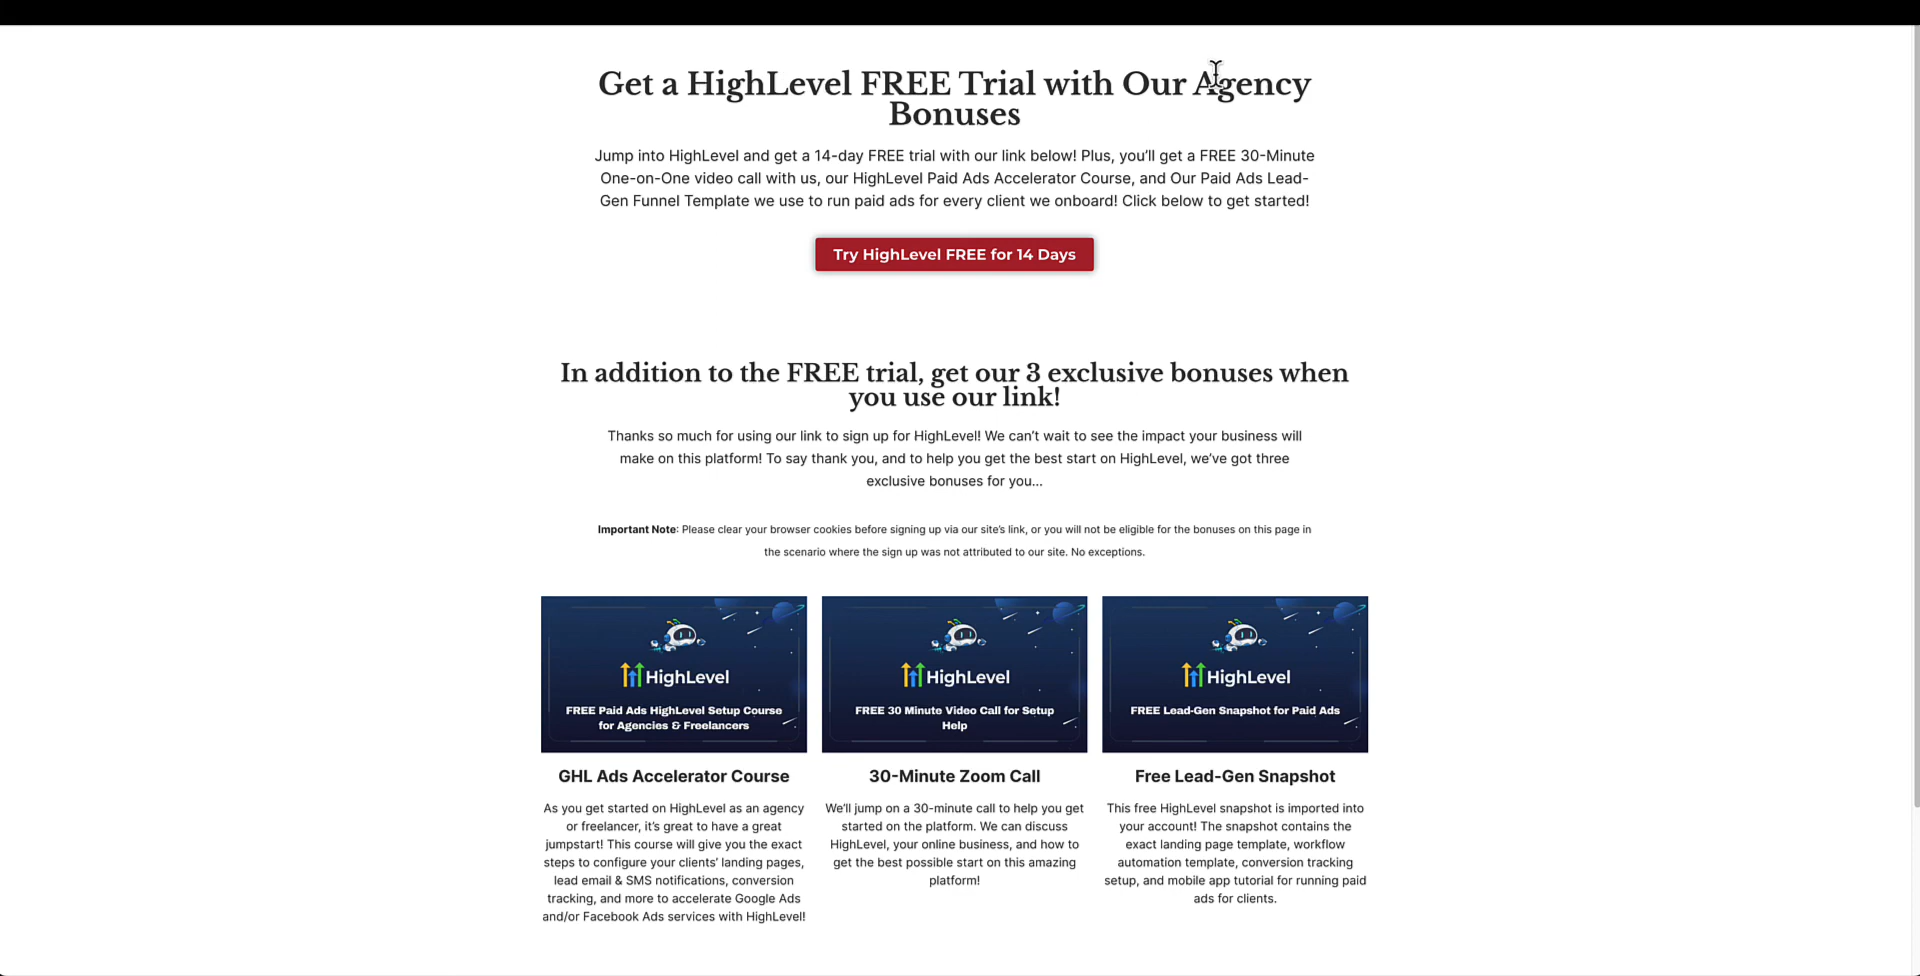 Get a HighLevel FREE Trial with Our Agency
Bonuses
Jump into HighLevel and get a 14-day FREE trial with our link below! Plus, you’ll get a FREE 30-Minute
One-on-One video call with us, our HighLevel Paid Ads Accelerator Course, and Our Paid Ads Lead-
Gen Funnel Template we use to run paid ads for every client we onboard! Click below to get started!
Try HighLevel FREE for 14 Days
In addition to the FREE trial, get our 3 exclusive bonuses when
you use our link!
Thanks so much for using our link to sign up for HighLevel! We can’t wait to see the impact your business will
make on this platform! To say thank you, and to help you get the best start on HighLevel, we’ve got three
exclusive bonuses for you...
Important Note: Please clear your browser cookies before signing up via our site’s link, or you will not be eligible for the bonuses on this page in
the scenario where the sign up was not attributed to our site. No exceptions.
HighLevel
FREE Paid Ads HighLevel Setup Course
for Agencies & Freelancers
GHL Ads Accelerator Course
As you get started on HighLevel as an agency
or freelancer, it’s great to have a great
jumpstart! This course will give you the exact
steps to configure your clients’ landing pages,
lead email & SMS notifications, conversion
tracking, and more to accelerate Google Ads
and/or Facebook Ads services with HighLevel!
HighLevel
FREE 30 Minute Video Call for Setup
Help
30-Minute Zoom Call
We’ll jump on a 30-minute call to help you get
started on the platform. We can discuss
HighLevel, your online business, and how to
get the best possible start on this amazing
platform!
HighLevel
FREE Lead-Gen Snapshot for Paid Ads
Free Lead-Gen Snapshot
This free HighLevel snapshot is imported into
your account! The snapshot contains the
exact landing page template, workflow
automation template, conversion tracking
setup, and mobile app tutorial for running paid
ads for clients.